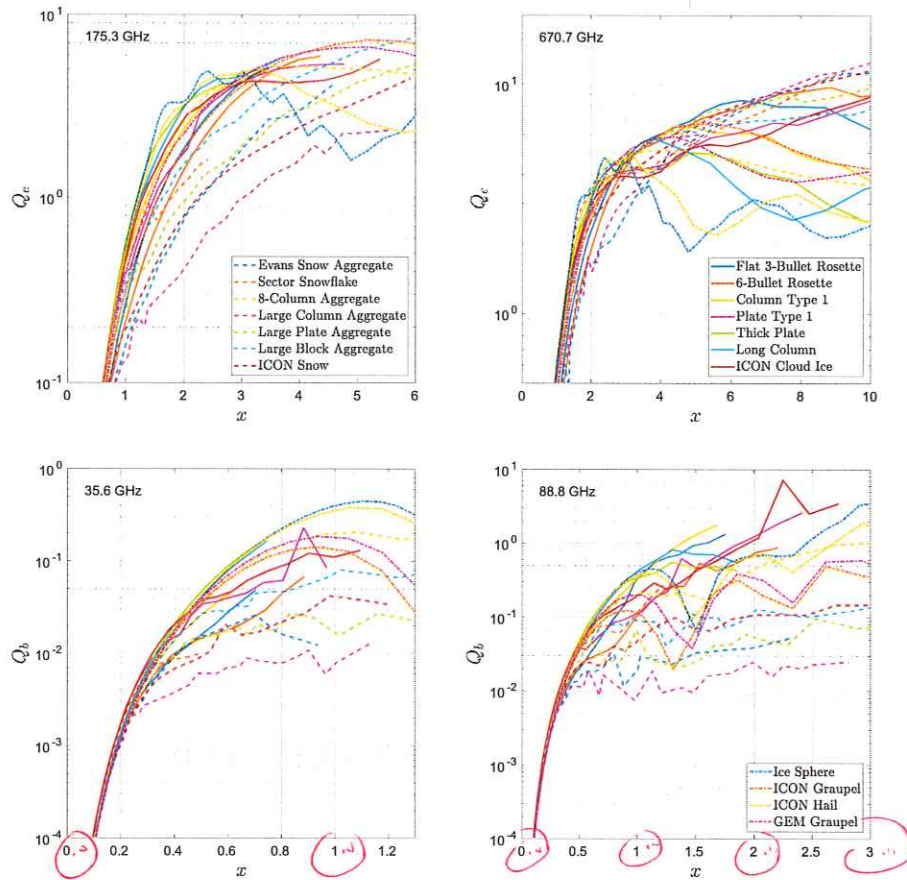 175.3 GHz
10^1
10^0
10^-1
Q_e
0 1 2 3 4 5 6
x
Evans Snow Aggregate
Sector Snowflake
8-Column Aggregate
Large Column Aggregate
Large Plate Aggregate
Large Block Aggregate
ICON Snow
670.7 GHz
10^1
10^0
Q_e
0 2 4 6 8 10
x
Flat 3-Bullet Rosette
6-Bullet Rosette
Column Type 1
Plate Type 1
Thick Plate
Long Column
ICON Cloud Ice
35.6 GHz
10^0
10^-1
10^-2
10^-3
10^-4
Q_b
0 0.2 0.4 0.6 0.8 1 1.2
x
88.8 GHz
10^1
10^0
10^-1
10^-2
10^-3
10^-4
Q_b
0 0.5 1 1.5 2 2.5 3
x
Ice Sphere
ICON Graupel
ICON Hail
GEM Graupel